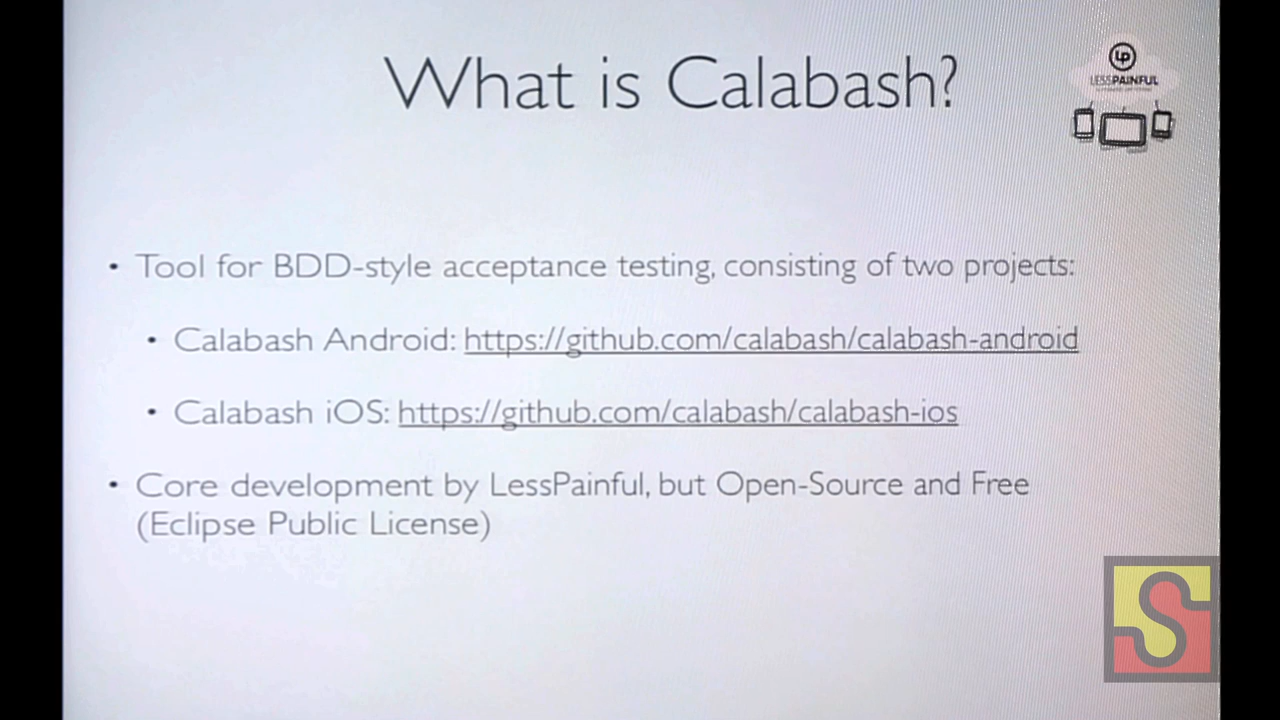 What is Calabash?
LP
LESSPAINFUL
• Tool for BDD-style acceptance testing, consisting of two projects:
• Calabash Android: https://github.com/calabash/calabash-android
• Calabash iOS: https://github.com/calabash/calabash-ios
• Core development by LessPainful, but Open-Source and Free
(Eclipse Public License)
S